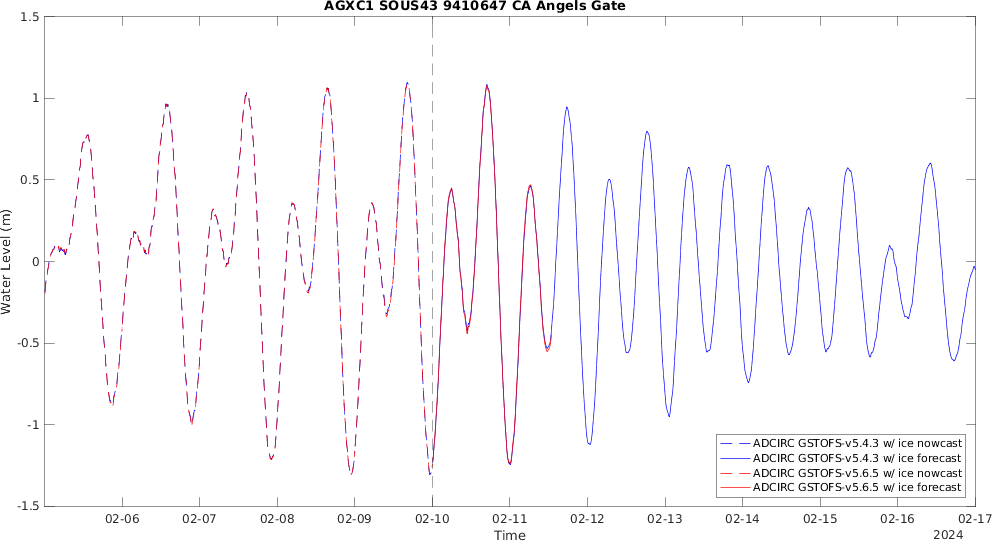 AGXC1 SOUS43 9410647 CA Angels Gate
1.5
1
0.5
0
-0.5
-1
-1.5
Water Level (m)
ADCIRC GSTOFS-v5.4.3 w/ ice nowcast
ADCIRC GSTOFS-v5.4.3 w/ ice forecast
ADCIRC GSTOFS-v5.6.5 w/ ice nowcast
ADCIRC GSTOFS-v5.6.5 w/ ice forecast
02-06 02-07 02-08 02-09 02-10 02-11 02-12 02-13 02-14 02-15 02-16 02-17
Time
2024